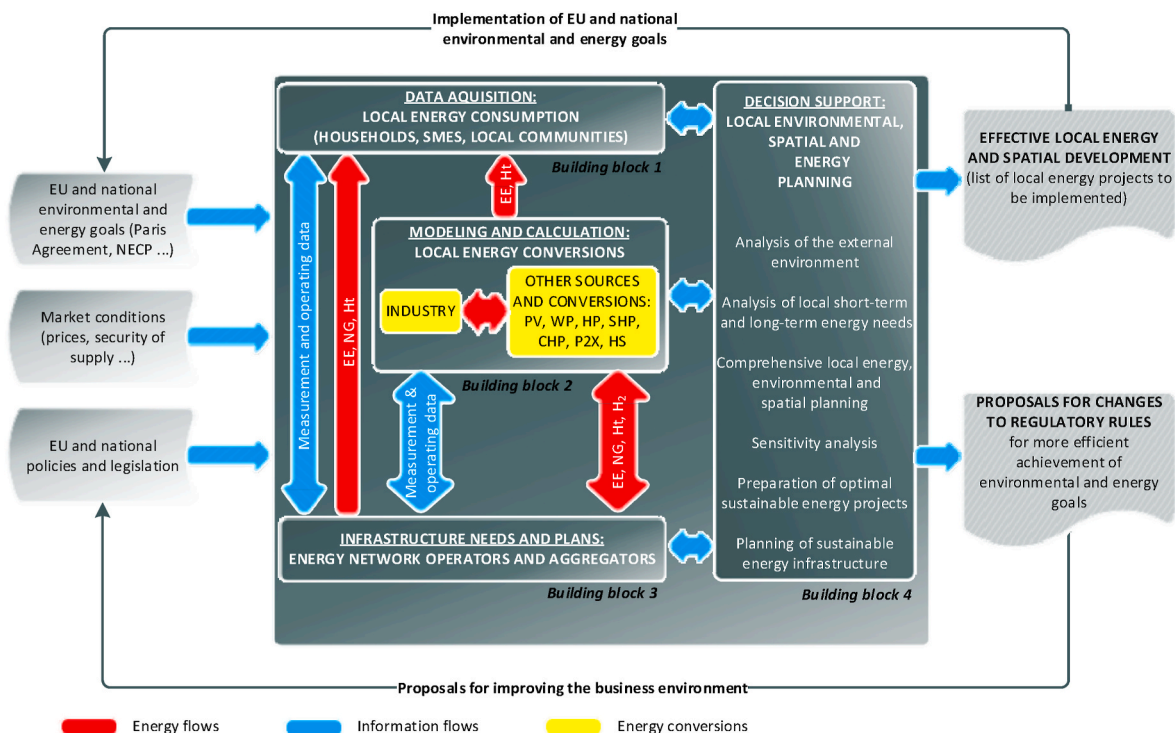 Implementation of EU and national
environmental and energy goals
DATA AQUISITION:
LOCAL ENERGY CONSUMPTION
(HOUSEHOLDS, SMES, LOCAL COMMUNITIES)
Building block 1
EU and national
environmental and
energy goals (Paris
Agreement, NECP ...)
Market conditions
(prices, security of
supply ...)
EU and national
policies and legislation
Measurement and operating data
EE, NG, Ht
EE, Ht
MODELING AND CALCULATION:
LOCAL ENERGY CONVERSIONS
INDUSTRY
OTHER SOURCES
AND CONVERSIONS:
PV, WP, HP, SHP,
CHP, P2X, HS
Building block 2
Measurement &
operating data
EE, NG, Ht, H₂
INFRASTRUCTURE NEEDS AND PLANS:
ENERGY NETWORK OPERATORS AND AGGREGATORS
Building block 3
DECISION SUPPORT:
LOCAL ENVIRONMENTAL,
SPATIAL AND
ENERGY
PLANNING
Analysis of the external
environment
Analysis of local short-term
and long-term energy needs
Comprehensive local energy,
environmental and
spatial planning
Sensitivity analysis
Preparation of optimal
sustainable energy projects
Planning of sustainable
energy infrastructure
Building block 4
EFFECTIVE LOCAL ENERGY
AND SPATIAL DEVELOPMENT
(list of local energy projects to
be implemented)
PROPOSALS FOR CHANGES
TO REGULATORY RULES
for more efficient
achievement of
environmental and energy
goals
Proposals for improving the business environment
Energy flows
Information flows
Energy conversions